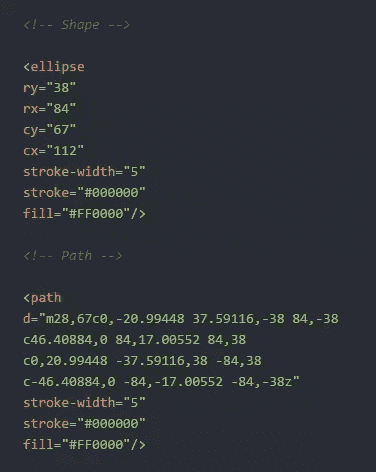 <!-- Shape -->
<ellipse
ry="38"
rx="84"
cy="67"
cx="112"
stroke-width="5"
stroke="#000000"
fill="#FF0000"/>
<!-- Path -->
<path
d="m28,67c0,-20.99448 37.59116,-38 84,-38
c46.40884,0 84,17.00552 84,38
c0,20.99448 -37.59116,38 -84,38
c-46.40884,0 -84,-17.00552 -84,-38z"
stroke-width="5"
stroke="#000000"
fill="#FF0000"/>